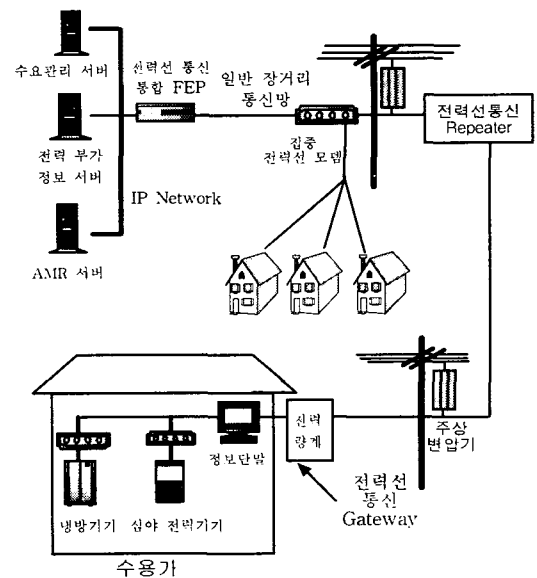 수요관리 서버
전력선 통신
통합 FEP
일반 장거리
통신망
집중
전력선 모뎀
전력선통신
Repeater
전력 부가
정보 서버
IP Network
AMR 서버
주상
변압기
전력
량계
정보단말
전력선
통신
Gateway
냉방기기
심야 전력기기
수용가